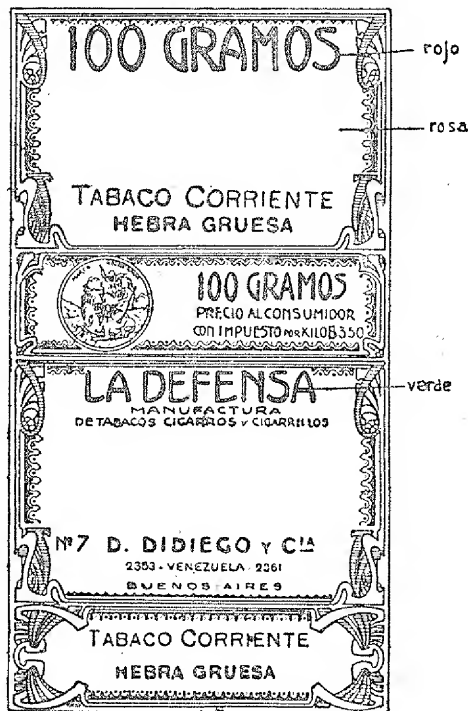 100 GRAMOS
rojo
rosa
TABACO CORRIENTE
HEBRA GRUESA
100 GRAMOS
PRECIO AL CONSUMIDOR
CON IMPUESTO POR KILO $ 3.50
LA DEFENSA
verde
MANUFACTURA
DE TABACOS CIGARROS Y CIGARRILLOS
Nº 7 D. DIDIEGO Y CIA
2353 - VENEZUELA - 2361
BUENOS AIRES
TABACO CORRIENTE
HEBRA GRUESA